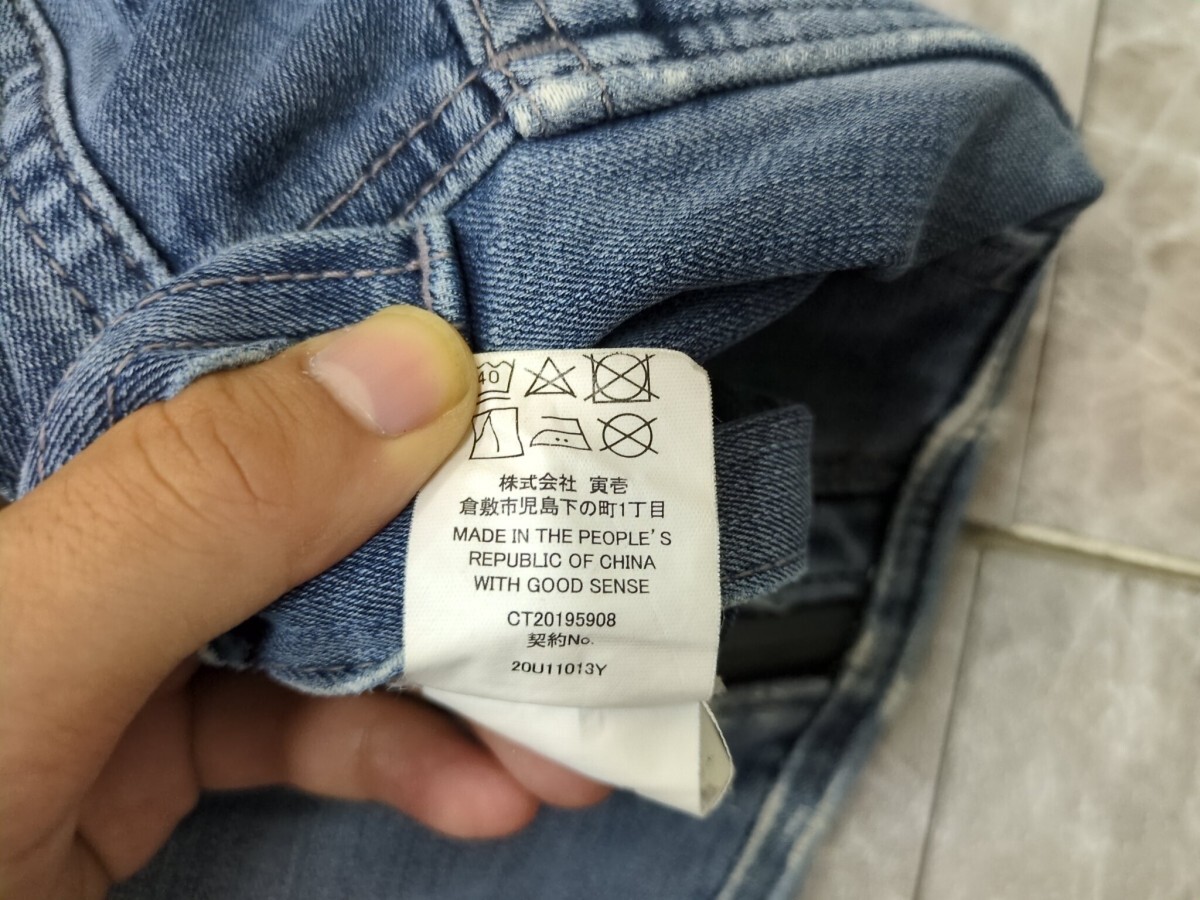 40
株式会社 寅壱
倉敷市児島下の町1丁目
MADE IN THE PEOPLE'S
REPUBLIC OF CHINA
WITH GOOD SENSE
CT20195908
契約No.
20U11013Y